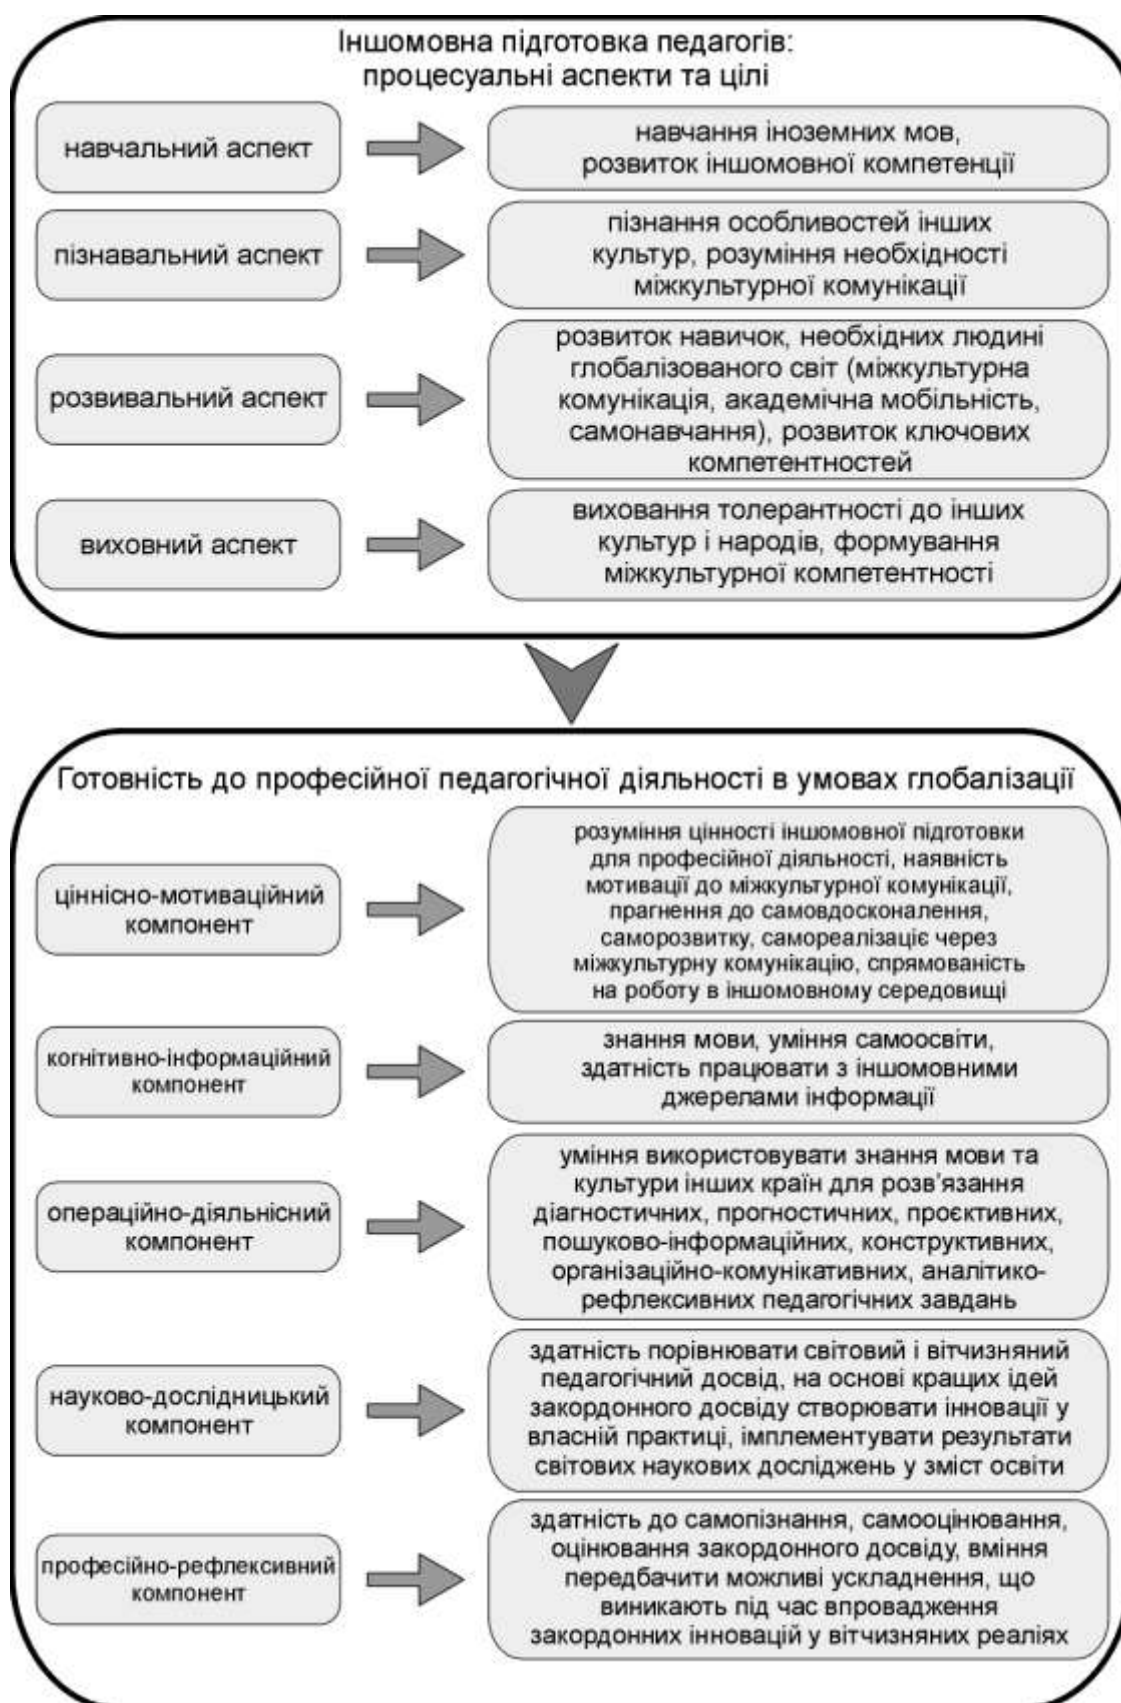 Іншомовна підготовка педагогів:
процесуальні аспекти та цілі
навчальний аспект
навчання іноземних мов,
розвиток іншомовної компетенції
пізнавальний аспект
пізнання особливостей інших
культур, розуміння необхідності
міжкультурної комунікації
розвивальний аспект
розвиток навичок, необхідних людині
глобалізованого світ (міжкультурна
комунікація, академічна мобільність,
самонавчання), розвиток ключових
компетентностей
виховний аспект
виховання толерантності до інших
культур і народів, формування
міжкультурної компетентності
Готовність до професійної педагогічної діяльності в умовах глобалізації
ціннісно-мотиваційний
компонент
розуміння цінності іншомовної підготовки
для професійної діяльності, наявність
мотивації до міжкультурної комунікації,
прагнення до самовдосконалення,
саморозвитку, самореалізаціє через
міжкультурну комунікацію, спрямованість
на роботу в іншомовному середовищі
когнітивно-інформаційний
компонент
знання мови, уміння самоосвіти,
здатність працювати з іншомовними
джерелами інформації
операційно-діяльнісний
компонент
уміння використовувати знання мови та
культури інших країн для розв'язання
діагностичних, прогностичних, проєктивних,
пошуково-інформаційних, конструктивних,
організаційно-комунікативних, аналітико-
рефлексивних педагогічних завдань
науково-дослідницький
компонент
здатність порівнювати світовий і вітчизняний
педагогічний досвід, на основі кращих ідей
закордонного досвіду створювати інновації у
власній практиці, імплементувати результати
світових наукових досліджень у зміст освіти
професійно-рефлексивний
компонент
здатність до самопізнання, самооцінювання,
оцінювання закордонного досвіду, вміння
передбачити можливі ускладнення, що
виникають під час впровадження
закордонних інновацій у вітчизняних реаліях